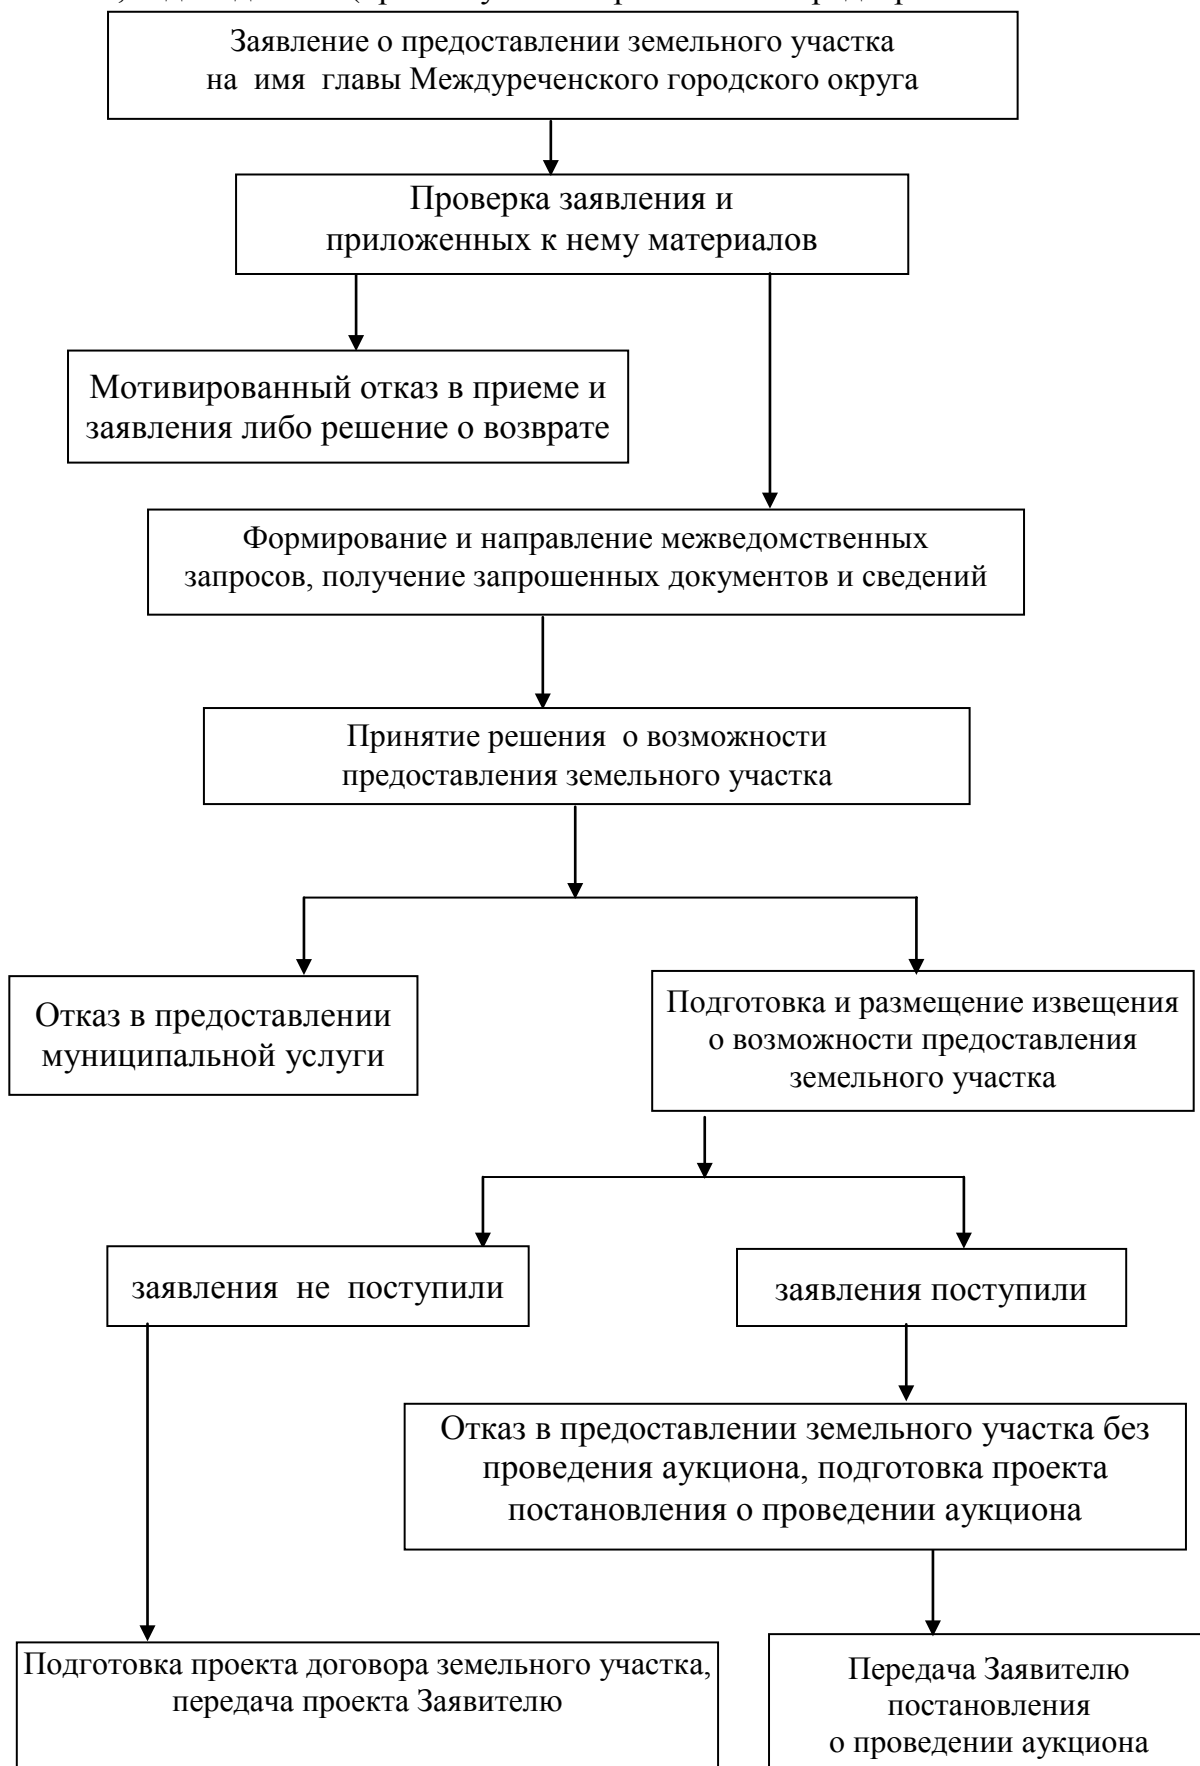 Заявление о предоставлении земельного участка
на имя главы Междуреченского городского округа
Проверка заявления и
приложенных к нему материалов
Мотивированный отказ в приеме и
заявления либо решение о возврате
Формирование и направление межведомственных
запросов, получение запрошенных документов и сведений
Принятие решения о возможности
предоставления земельного участка
Отказ в предоставлении
муниципальной услуги
Подготовка и размещение извещения
о возможности предоставления
земельного участка
заявления не поступили
заявления поступили
Отказ в предоставлении земельного участка без
проведения аукциона, подготовка проекта
постановления о проведении аукциона
Подготовка проекта договора земельного участка,
передача проекта Заявителю
Передача Заявителю
постановления
о проведении аукциона